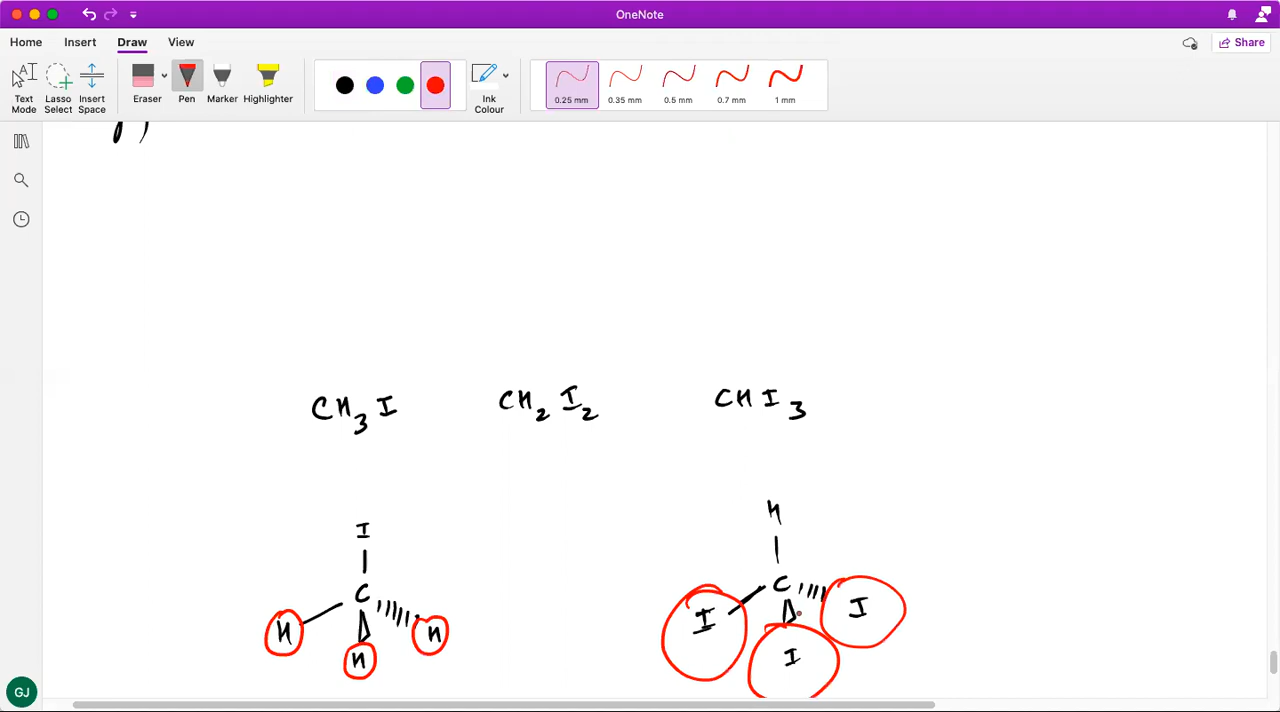 OneNote
Home Insert Draw View Share
Text Mode
Lasso Select
Insert Space
Eraser
Pen
Marker
Highlighter
Ink Colour
0.25 mm
0.35 mm
0.5 mm
0.7 mm
1 mm
CH₃I CH₂I₂ CHI₃
I
C
H H H
H
C
I I I
GJ